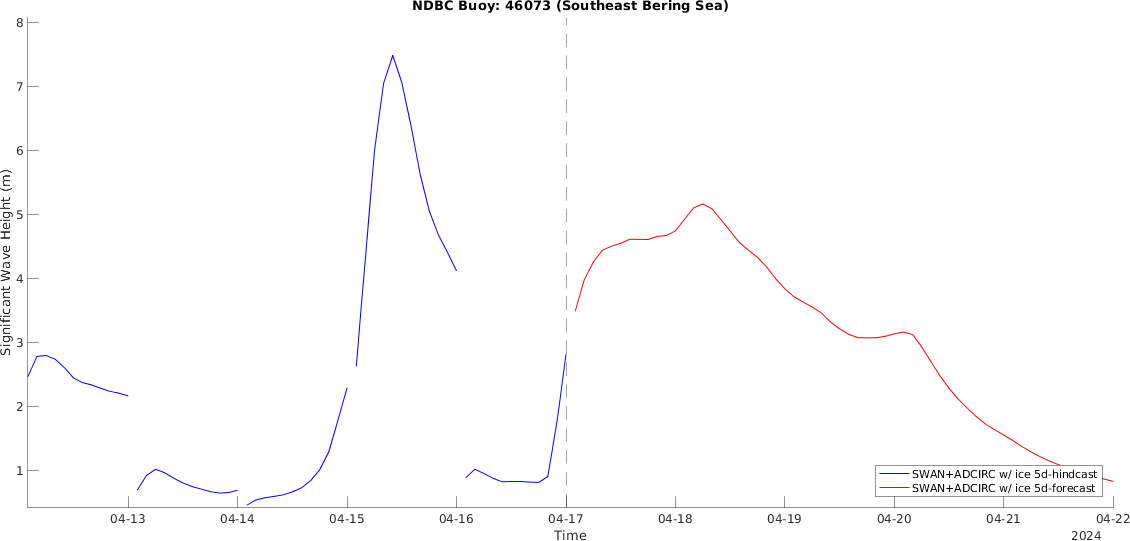 NDBC Buoy: 46073 (Southeast Bering Sea)
8
7
6
5
4
3
2
1
Significant Wave Height (m)
SWAN+ADCIRC w/ ice 5d-hindcast
SWAN+ADCIRC w/ ice 5d-forecast
04-13 04-14 04-15 04-16 04-17 04-18 04-19 04-20 04-21 04-22
Time
2024